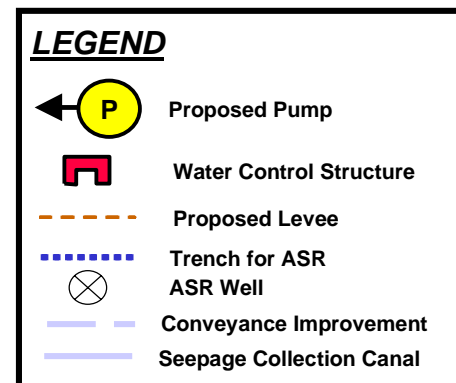 LEGEND
P Proposed Pump
Water Control Structure
Proposed Levee
Trench for ASR
ASR Well
Conveyance Improvement
Seepage Collection Canal